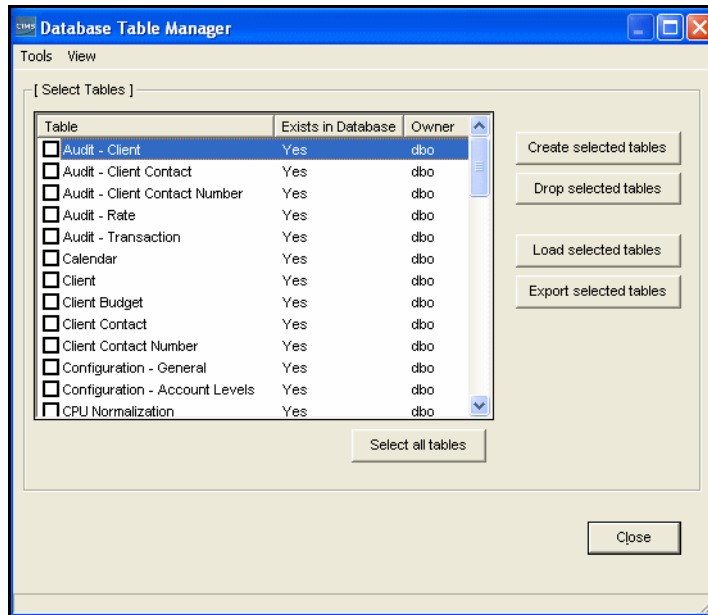 CIMS Database Table Manager
Tools View
[ Select Tables ]
Table Exists in Database Owner
Audit - Client Yes dbo
Audit - Client Contact Yes dbo
Audit - Client Contact Number Yes dbo
Audit - Rate Yes dbo
Audit - Transaction Yes dbo
Calendar Yes dbo
Client Yes dbo
Client Budget Yes dbo
Client Contact Yes dbo
Client Contact Number Yes dbo
Configuration - General Yes dbo
Configuration - Account Levels Yes dbo
CPU Normalization Yes dbo
Create selected tables
Drop selected tables
Load selected tables
Export selected tables
Select all tables
Close